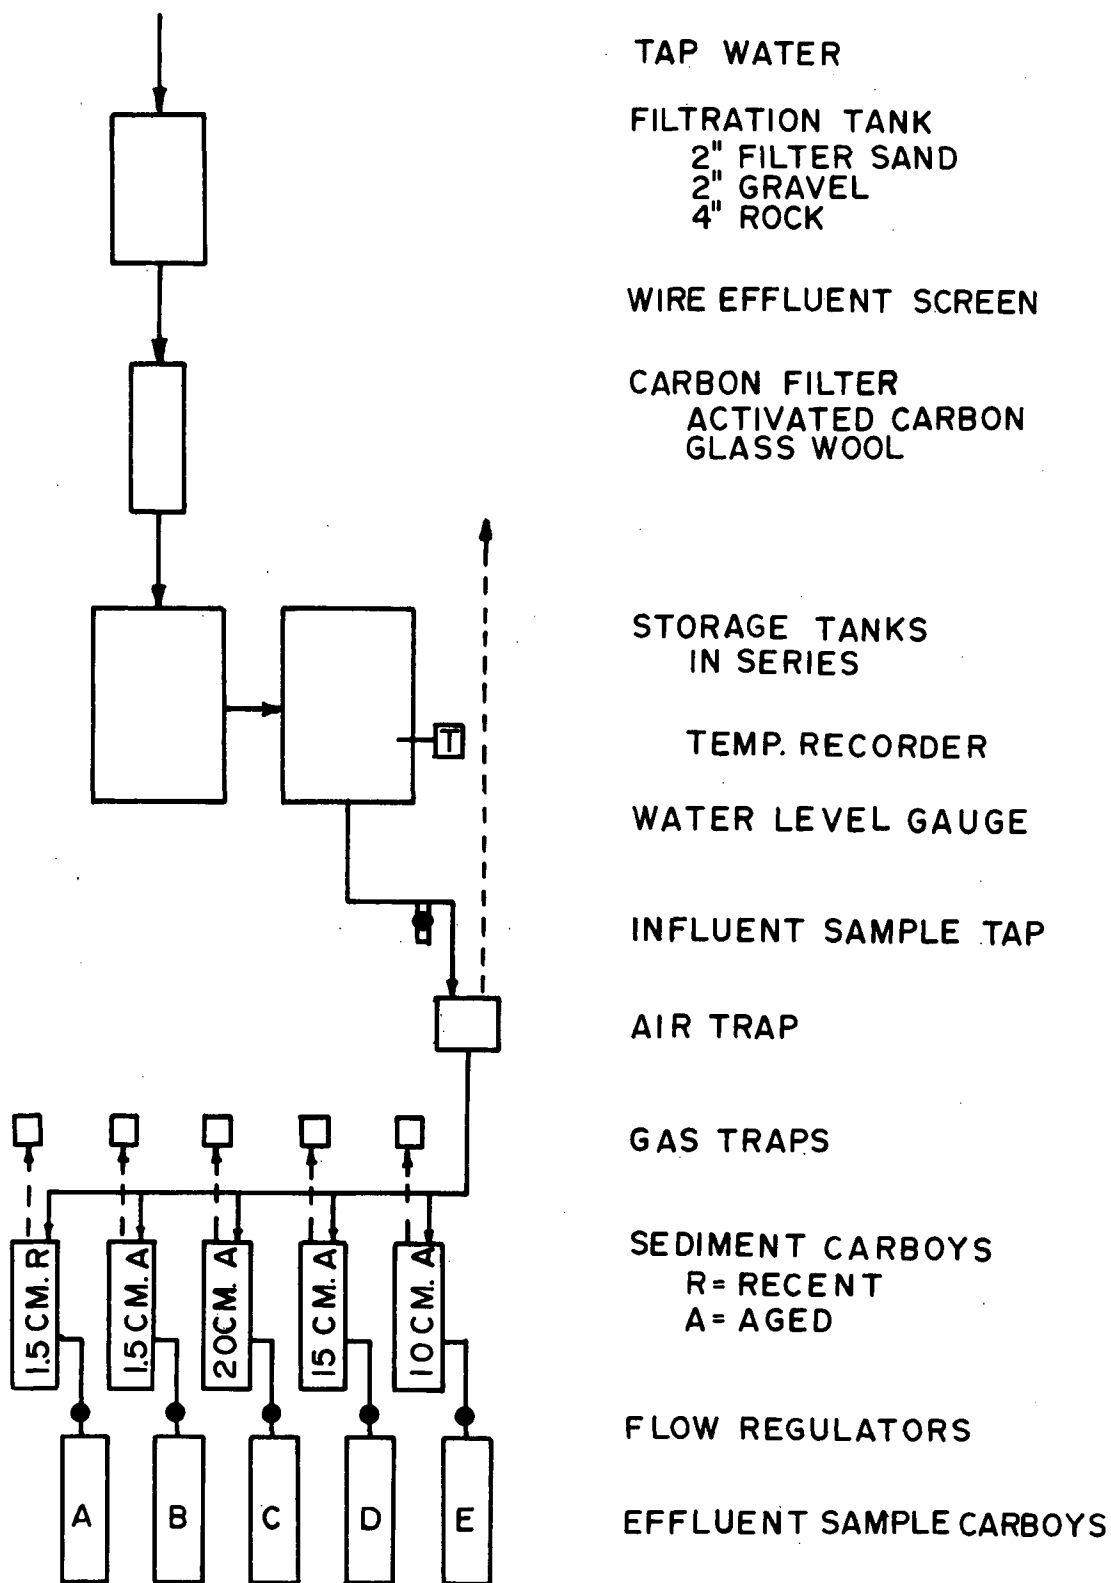 TAP WATER
FILTRATION TANK
2" FILTER SAND
2" GRAVEL
4" ROCK
WIRE EFFLUENT SCREEN
CARBON FILTER
ACTIVATED CARBON
GLASS WOOL
STORAGE TANKS
IN SERIES
T
TEMP. RECORDER
WATER LEVEL GAUGE
INFLUENT SAMPLE TAP
AIR TRAP
GAS TRAPS
SEDIMENT CARBOYS
R= RECENT
A= AGED
1.5 CM. R
1.5 CM. A
20CM. A
15 CM. A
10 CM. A
FLOW REGULATORS
A
B
C
D
E
EFFLUENT SAMPLE CARBOYS